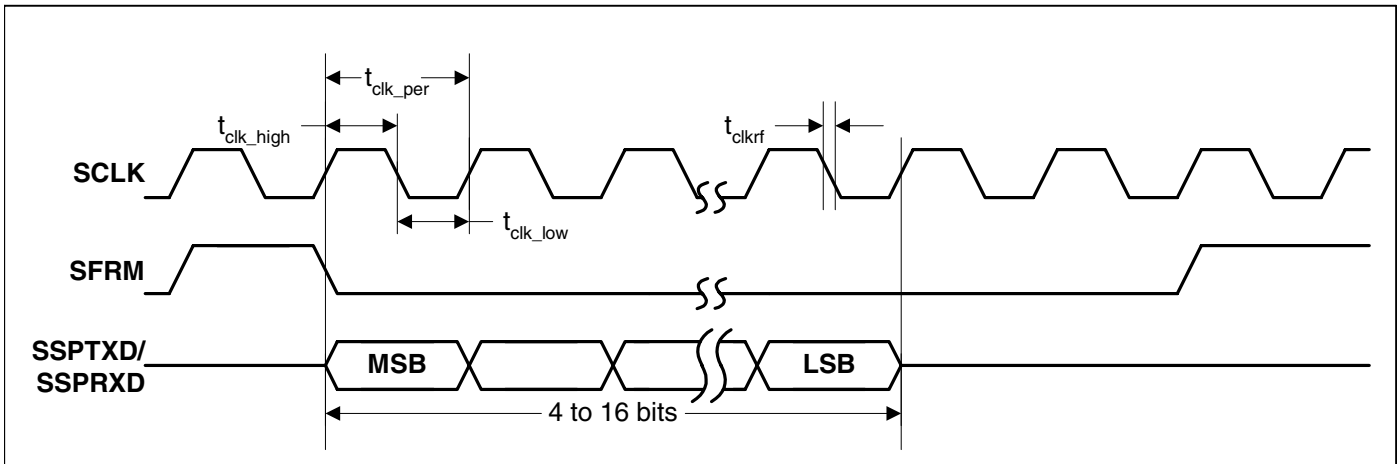 t_clk_per
t_clk_high
t_clkrf
SCLK
t_clk_low
SFRM
SSPTXD/
SSPRXD
MSB
LSB
4 to 16 bits